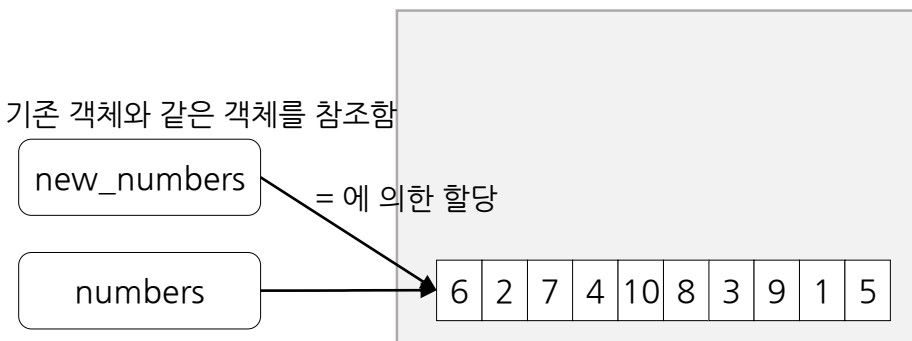 기존 객체와 같은 객체를 참조함
new_numbers
= 에 의한 할당
numbers
6 2 7 4 10 8 3 9 1 5